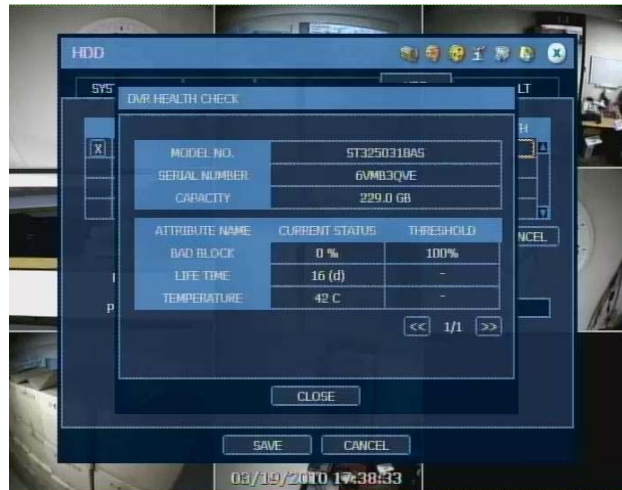 HDD
SYS
LT
DVR HEALTH CHECK
X
MODEL NO. ST325031BAS
SERIAL NUMBER 6VMB3QVE
CAPACITY 229.0 GB
ATTRIBUTE NAME CURRENT STATUS THRESHOLD
BAD BLOCK 0 % 100%
LIFE TIME 16 (d) -
TEMPERATURE 42 C -
NCEL
P
<< 1/1 >>
CLOSE
SAVE CANCEL
03/19/2010 17:38:33